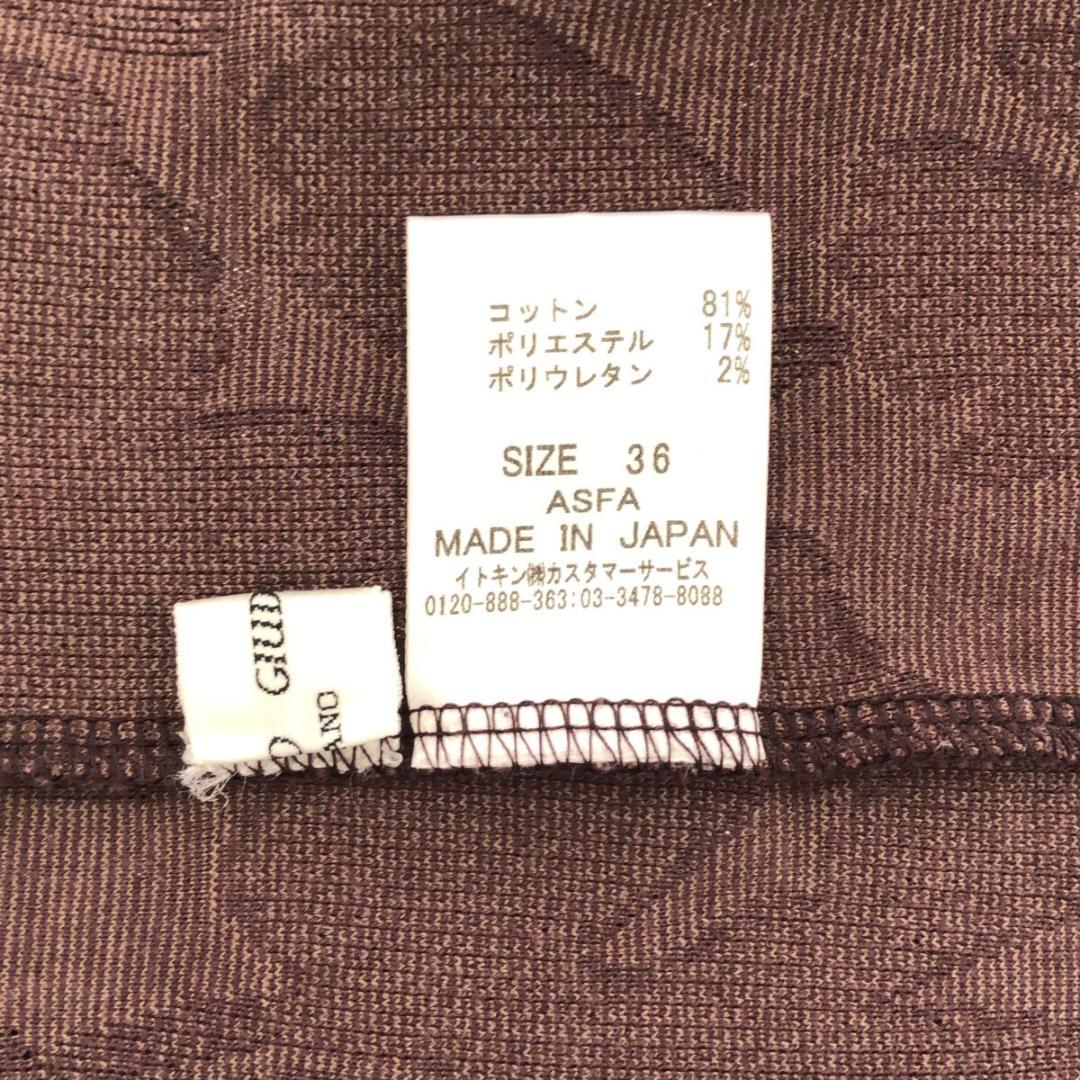 コットン 81%
ポリエステル 17%
ポリウレタン 2%
SIZE 36
ASFA
MADE IN JAPAN
イトキン㈱カスタマーサービス
0120-888-363:03-3478-8088